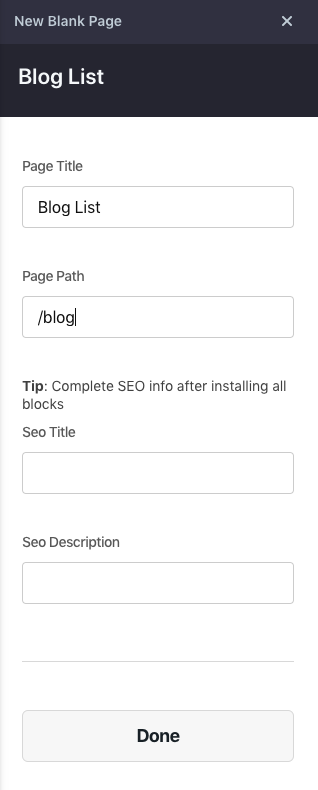 New Blank Page ×
Blog List
Page Title
Blog List
Page Path
/blog
Tip: Complete SEO info after installing all
blocks
Seo Title
Seo Description
Done